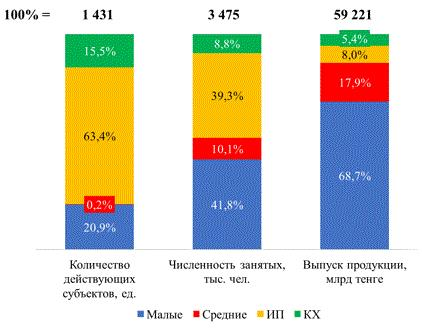 100% = 1 431 3 475 59 221
15,5% 8,8% 5,4%
63,4% 39,3% 8,0%
0,2% 10,1% 17,9%
20,9% 41,8% 68,7%
Количество действующих субъектов, ед.
Численность занятых, тыс. чел.
Выпуск продукции, млрд тенге
Малые Средние ИП КХ